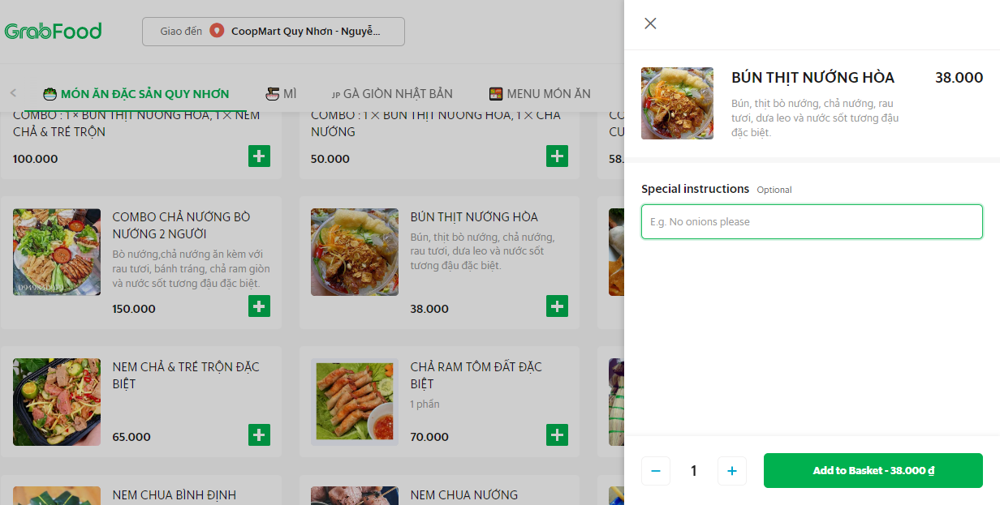 GrabFood
Giao đến CoopMart Quy Nhơn - Nguyễ...
MÓN ĂN ĐẶC SẢN QUY NHƠN
MÌ
JP GÀ GIÒN NHẬT BẢN
MENU MÓN ĂN
COMBO : 1 × BÚN THỊT NƯỚNG HÒA, 1 × NEM
CHẢ & TRÉ TRỘN
100.000
COMBO : 1 × BÚN THỊT NƯỚNG HÒA, 1 × CHẢ
NƯỚNG
50.000
CO
CU
58.
COMBO CHẢ NƯỚNG BÒ
NƯỚNG 2 NGƯỜI
Bò nướng,chả nướng ăn kèm với
rau tươi, bánh tráng, chả ram giòn
và nước sốt tương đậu đặc biệt.
150.000
BÚN THỊT NƯỚNG HÒA
Bún, thịt bò nướng, chả nướng,
rau tươi, dưa leo và nước sốt
tương đậu đặc biệt.
38.000
NEM CHẢ & TRÉ TRỘN ĐẶC
BIỆT
65.000
CHẢ RAM TÔM ĐẤT ĐẶC
BIỆT
1 phần
70.000
NEM CHUA BÌNH ĐỊNH
NEM CHUA NƯỚNG
BÚN THỊT NƯỚNG HÒA
38.000
Bún, thịt bò nướng, chả nướng, rau
tươi, dưa leo và nước sốt tương đậu
đặc biệt.
Special instructions Optional
E.g. No onions please
1
Add to Basket - 38.000 ₫